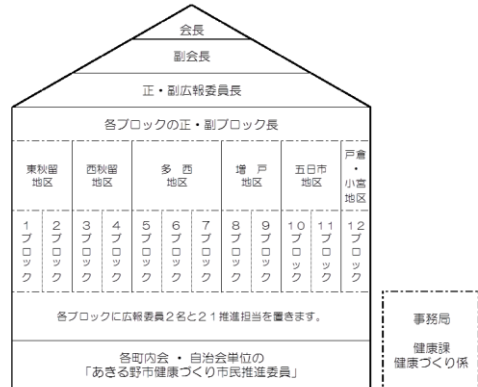 会長
副会長
正・副広報委員長
各ブロックの正・副ブロック長
東秋留
地区
西秋留
地区
多西
地区
増戸
地区
五日市
地区
戸倉
・
小宮
地区
1ブロック
2ブロック
3ブロック
4ブロック
5ブロック
6ブロック
7ブロック
8ブロック
9ブロック
10ブロック
11ブロック
12ブロック
各ブロックに広報委員2名と21推進担当を置きます。
各町内会・自治会単位の
「あきる野市健康づくり市民推進委員」
事務局
健康課
健康づくり係